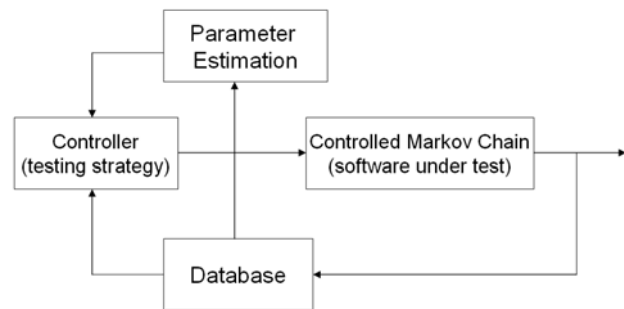 Parameter
Estimation
Controller
(testing strategy)
Controlled Markov Chain
(software under test)
Database